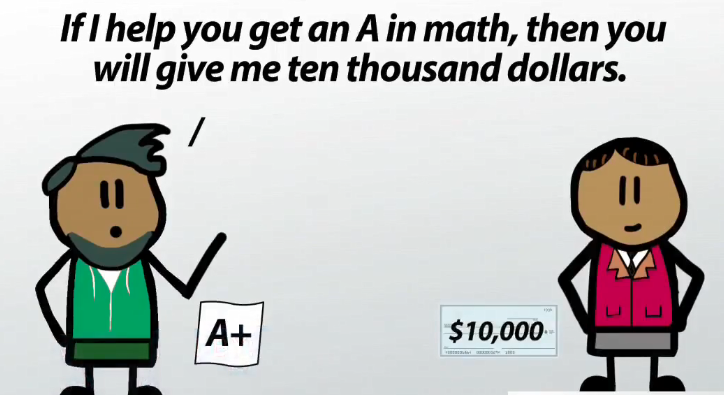 If I help you get an A in math, then you
will give me ten thousand dollars.
A+
$10,000